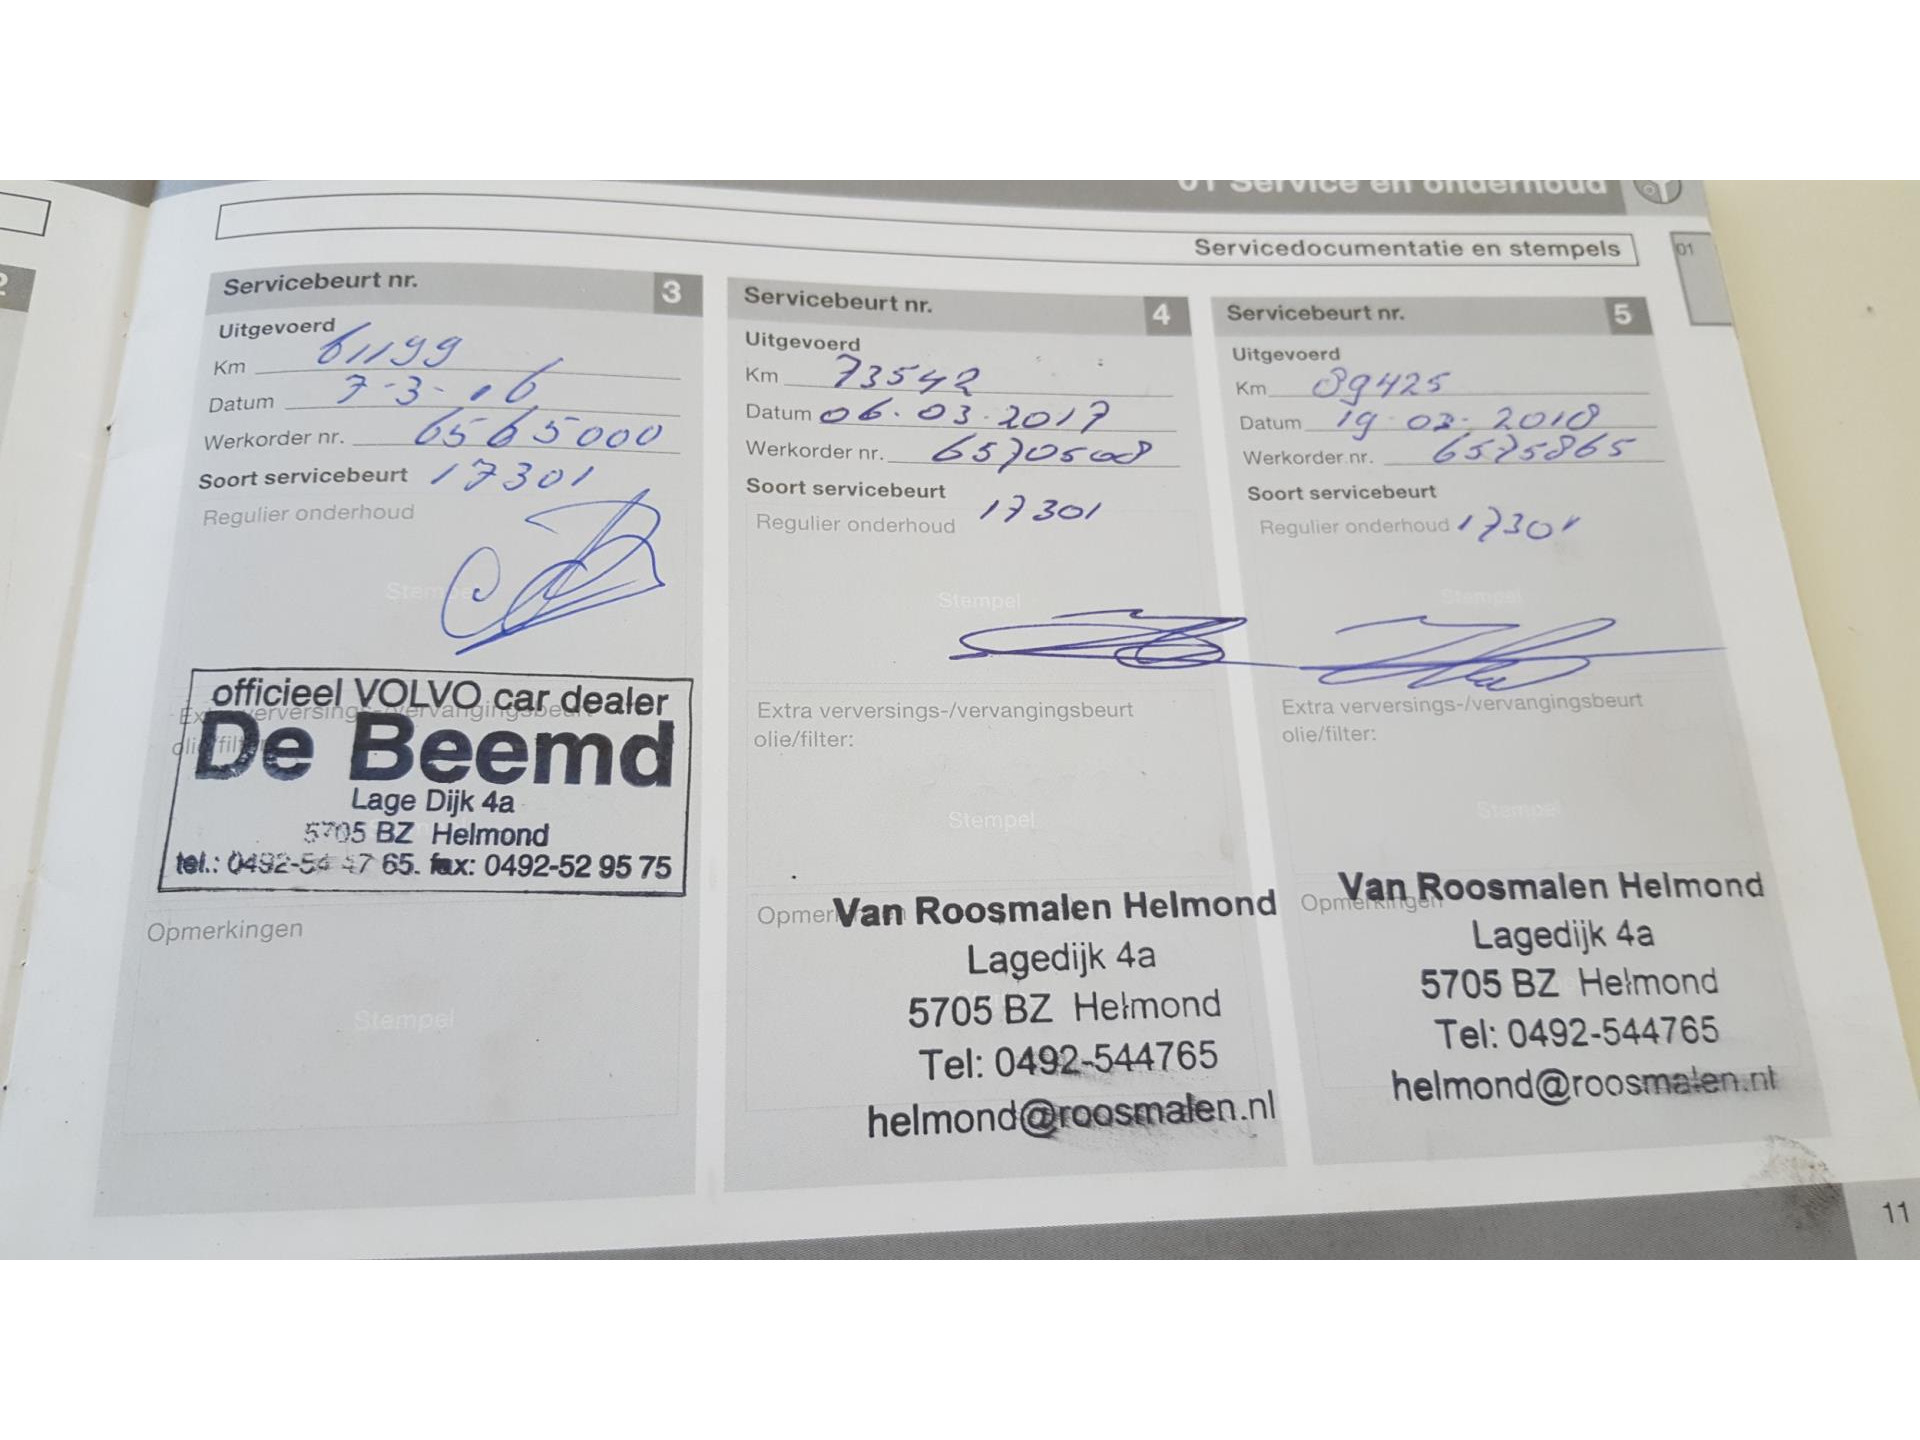 01 Service en onderhoud
Servicedocumentatie en stempels
01
2
Servicebeurt nr. 3
Uitgevoerd
Km 61199
Datum 7-3-16
Werkorder nr. 6565000
Soort servicebeurt 17301
Regulier onderhoud
Stempel
officieel VOLVO car dealer
De Beemd
Lage Dijk 4a
5705 BZ Helmond
tel.: 0492-54 47 65. fax: 0492-52 95 75
Extra verversings-/vervangingsbeurt
olie/filter:
Opmerkingen
Stempel
Servicebeurt nr. 4
Uitgevoerd
Km 73542
Datum 06.03.2017
Werkorder nr. 6570508
Soort servicebeurt
Regulier onderhoud 17301
Stempel
Extra verversings-/vervangingsbeurt
olie/filter:
Stempel
Opmerkingen
Van Roosmalen Helmond
Lagedijk 4a
5705 BZ Helmond
Tel: 0492-544765
helmond@roosmalen.nl
Servicebeurt nr. 5
Uitgevoerd
Km 89425
Datum 19-03-2018
Werkorder nr. 6575865
Soort servicebeurt
Regulier onderhoud 17301
Stempel
Extra verversings-/vervangingsbeurt
olie/filter:
Stempel
Opmerkingen
Van Roosmalen Helmond
Lagedijk 4a
5705 BZ Helmond
Tel: 0492-544765
helmond@roosmalen.nl
11